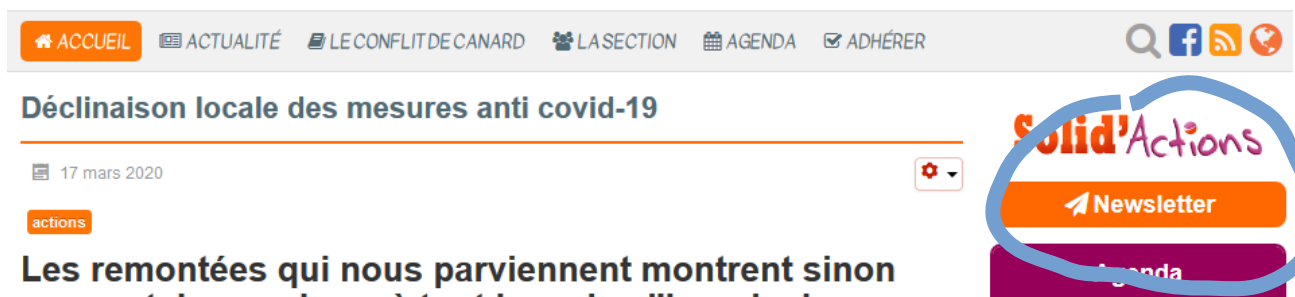 ACCUEIL ACTUALITÉ LE CONFLIT DE CANARD LA SECTION AGENDA ADHÉRER
Déclinaison locale des mesures anti covid-19
17 mars 2020
actions
Les remontées qui nous parviennent montrent sinon
Solid'Actions
Newsletter
Agenda